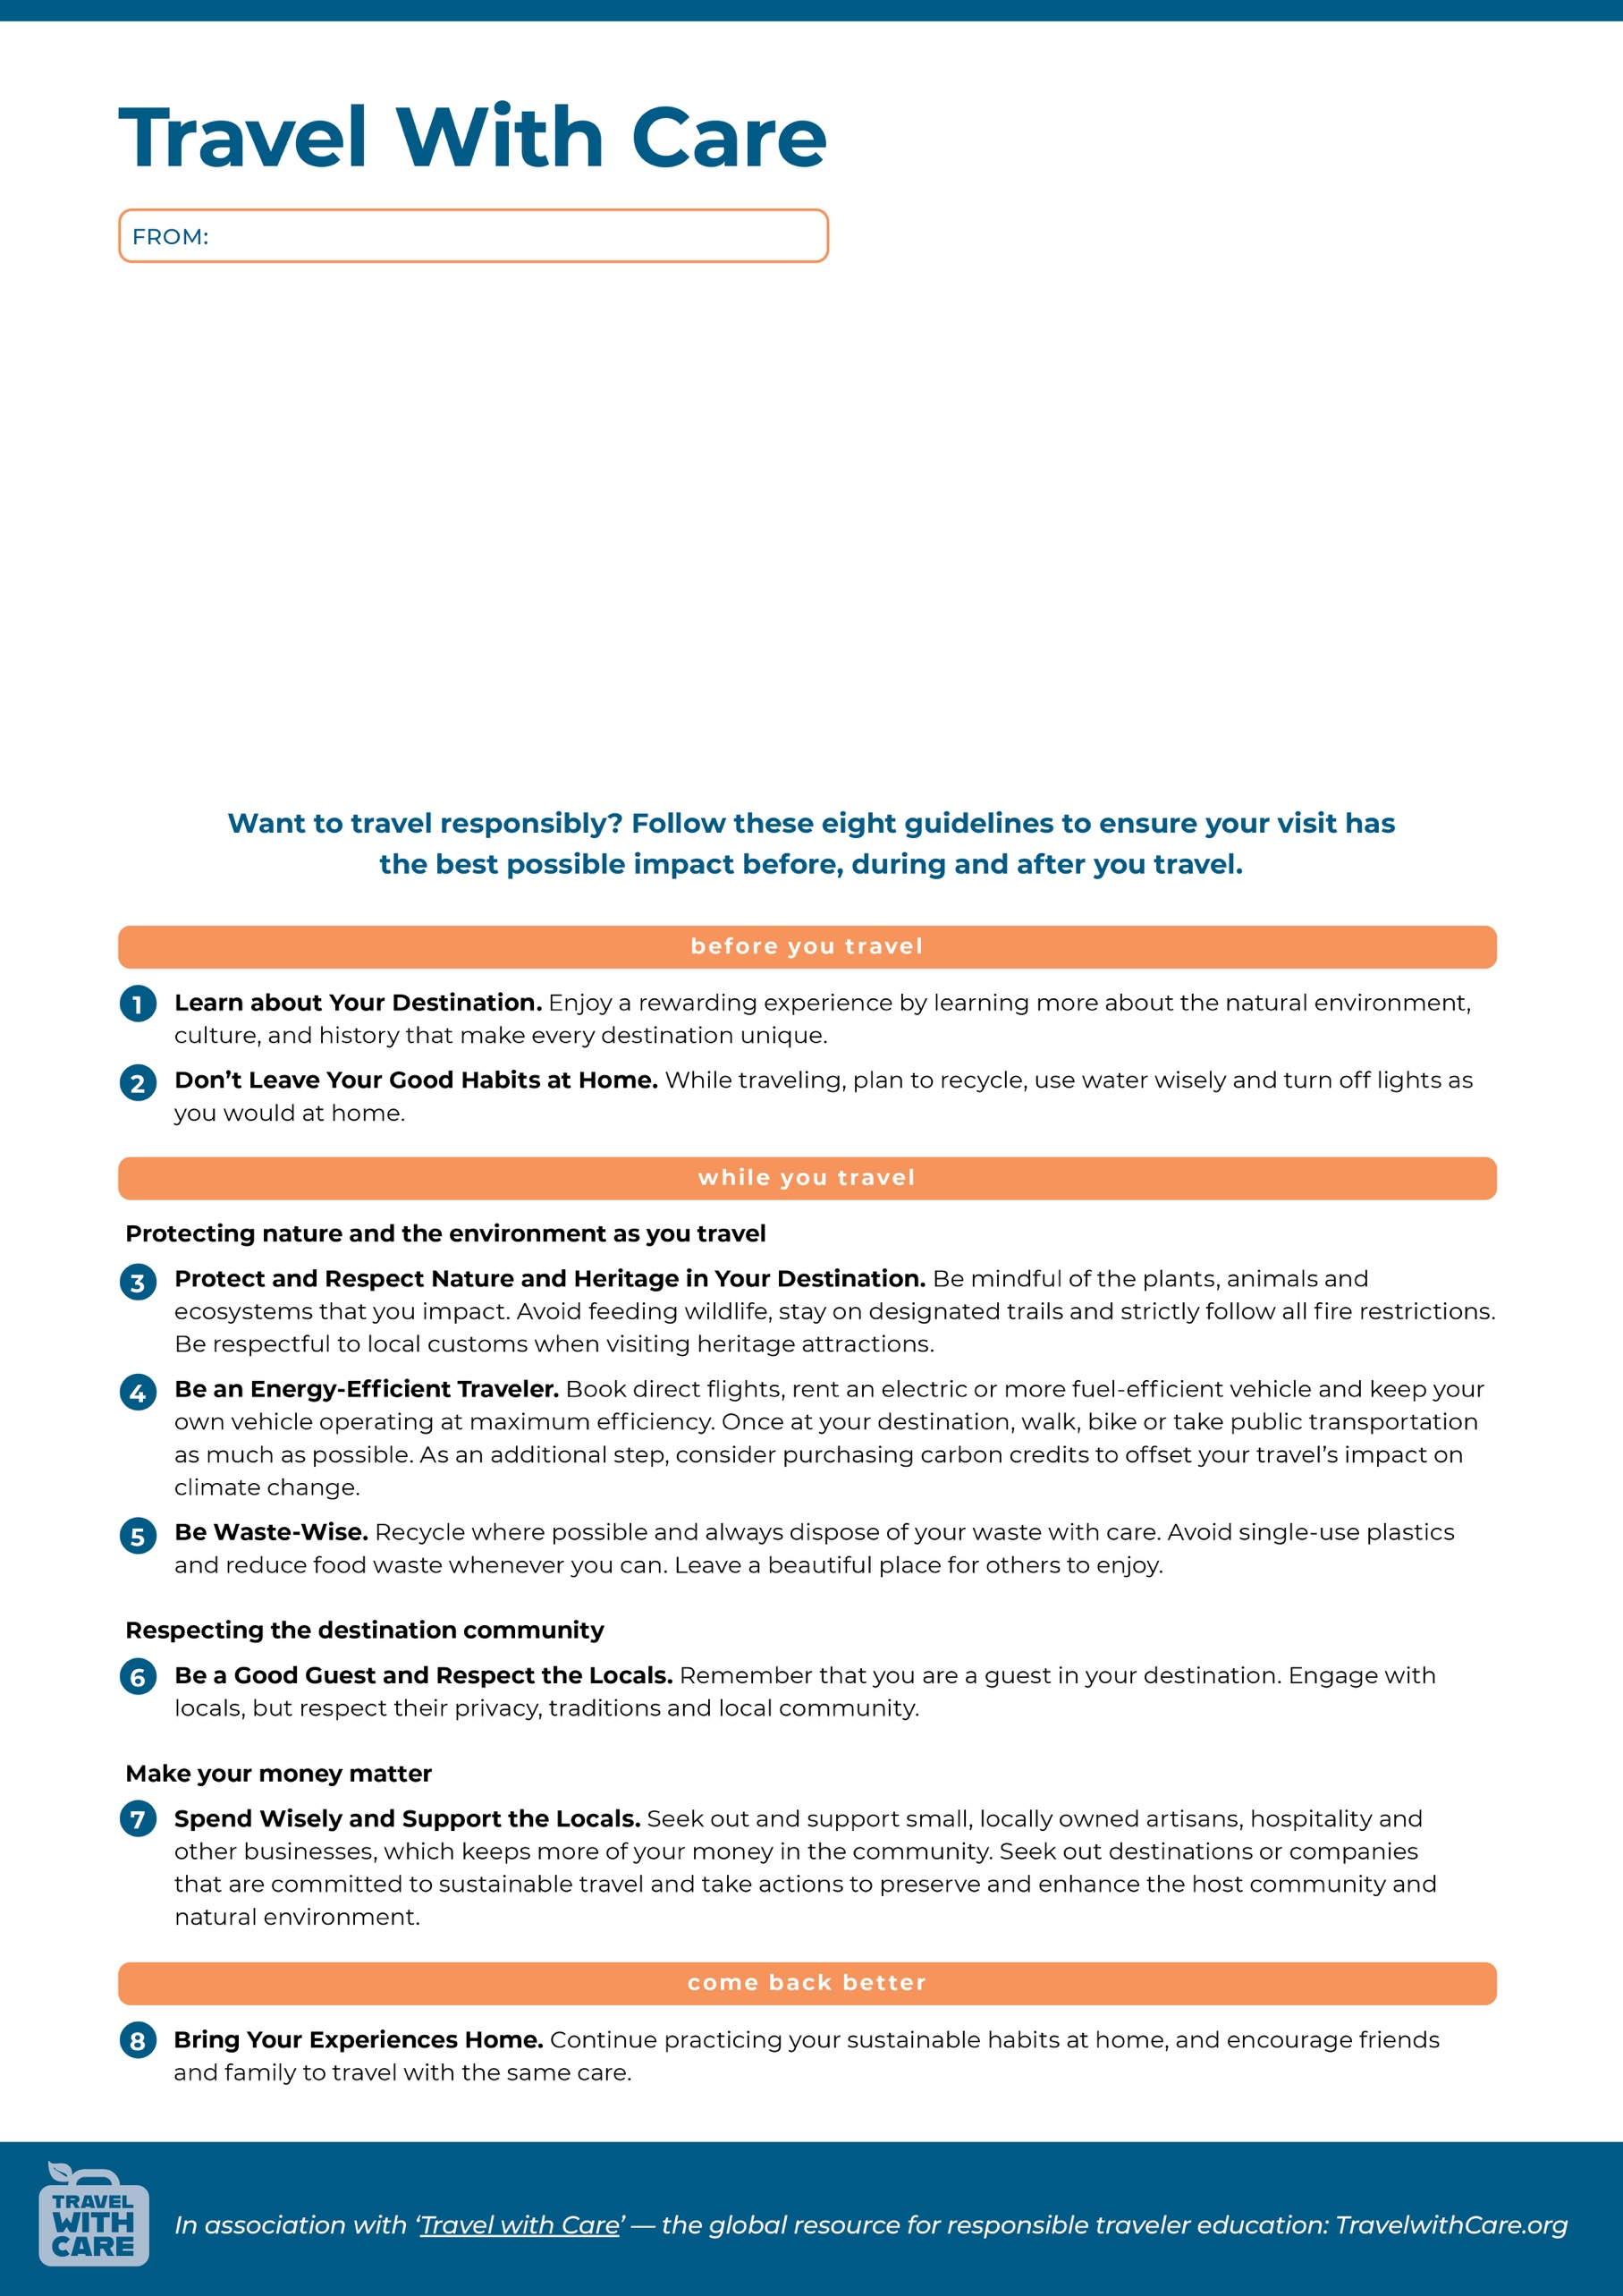 Travel With Care
FROM:
Want to travel responsibly? Follow these eight guidelines to ensure your visit has
the best possible impact before, during and after you travel.
before you travel
1 Learn about Your Destination. Enjoy a rewarding experience by learning more about the natural environment,
culture, and history that make every destination unique.
2 Don’t Leave Your Good Habits at Home. While traveling, plan to recycle, use water wisely and turn off lights as
you would at home.
while you travel
Protecting nature and the environment as you travel
3 Protect and Respect Nature and Heritage in Your Destination. Be mindful of the plants, animals and
ecosystems that you impact. Avoid feeding wildlife, stay on designated trails and strictly follow all fire restrictions.
Be respectful to local customs when visiting heritage attractions.
4 Be an Energy-Efficient Traveler. Book direct flights, rent an electric or more fuel-efficient vehicle and keep your
own vehicle operating at maximum efficiency. Once at your destination, walk, bike or take public transportation
as much as possible. As an additional step, consider purchasing carbon credits to offset your travel’s impact on
climate change.
5 Be Waste-Wise. Recycle where possible and always dispose of your waste with care. Avoid single-use plastics
and reduce food waste whenever you can. Leave a beautiful place for others to enjoy.
Respecting the destination community
6 Be a Good Guest and Respect the Locals. Remember that you are a guest in your destination. Engage with
locals, but respect their privacy, traditions and local community.
Make your money matter
7 Spend Wisely and Support the Locals. Seek out and support small, locally owned artisans, hospitality and
other businesses, which keeps more of your money in the community. Seek out destinations or companies
that are committed to sustainable travel and take actions to preserve and enhance the host community and
natural environment.
come back better
8 Bring Your Experiences Home. Continue practicing your sustainable habits at home, and encourage friends
and family to travel with the same care.
TRAVEL
WITH
CARE
In association with ‘Travel with Care’ — the global resource for responsible traveler education: TravelwithCare.org